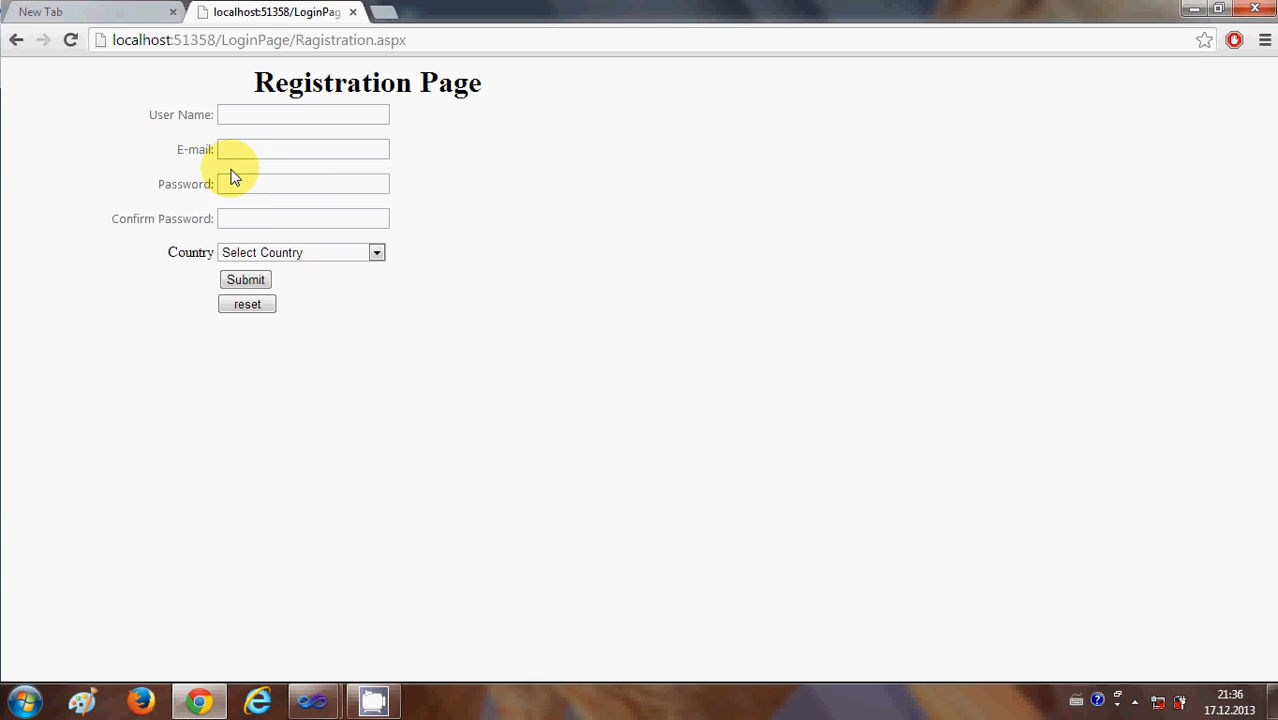 New Tab
localhost:51358/LoginPag
localhost:51358/LoginPage/Ragistration.aspx
Registration Page
User Name:
E-mail:
Password:
Confirm Password:
Country Select Country
Submit
reset
21:36
17.12.2013